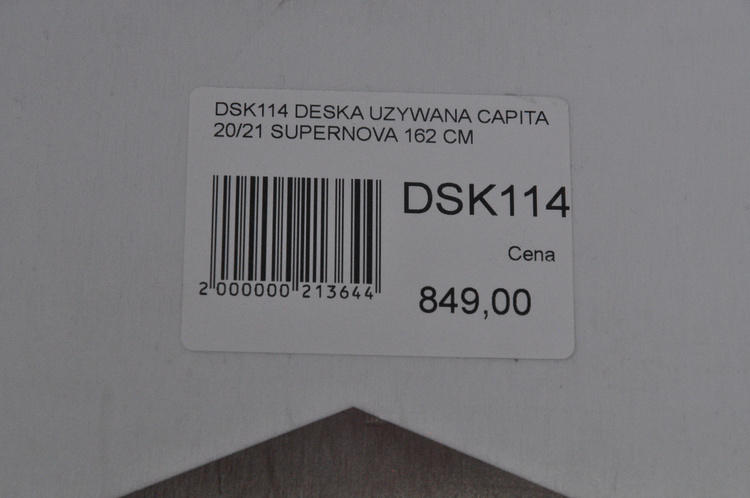 DSK114 DESKA UZYWANA CAPITA
20/21 SUPERNOVA 162 CM
DSK114
Cena
849,00
2 000000 213644